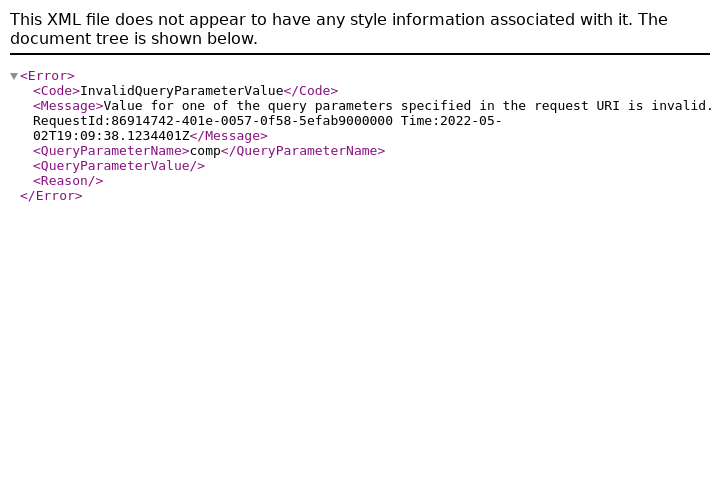 This XML file does not appear to have any style information associated with it. The
document tree is shown below.
<Error>
<Code>InvalidQueryParameterValue</Code>
<Message>Value for one of the query parameters specified in the request URI is invalid.
RequestId:86914742-401e-0057-0f58-5efab9000000 Time:2022-05-
02T19:09:38.1234401Z</Message>
<QueryParameterName>comp</QueryParameterName>
<QueryParameterValue/>
<Reason/>
</Error>